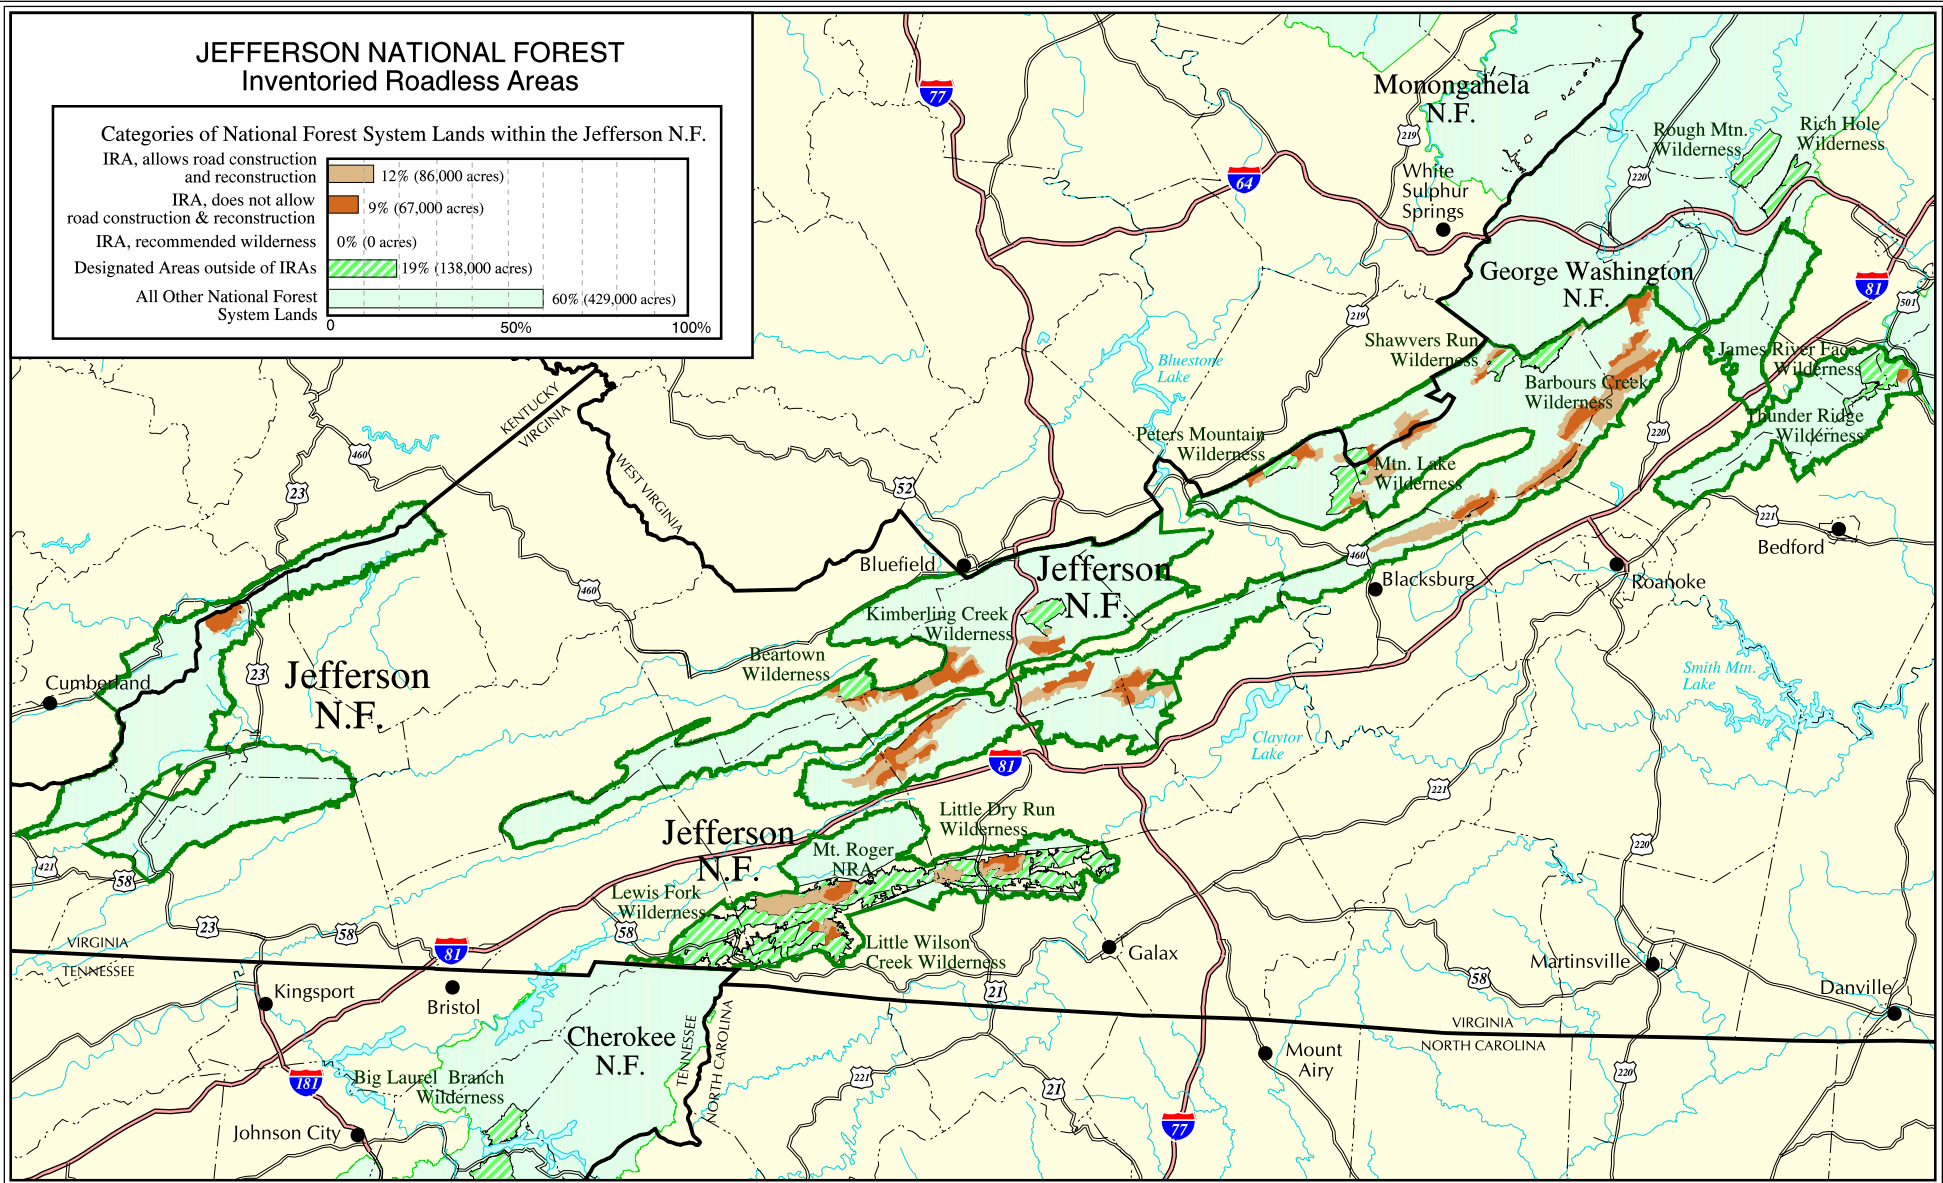 JEFFERSON NATIONAL FOREST
Inventoried Roadless Areas
Categories of National Forest System Lands within the Jefferson N.F.
IRA, allows road construction
and reconstruction
12% (86,000 acres)
IRA, does not allow
road construction & reconstruction
9% (67,000 acres)
IRA, recommended wilderness
0% (0 acres)
Designated Areas outside of IRAs
19% (138,000 acres)
All Other National Forest
System Lands
60% (429,000 acres)
0
50%
100%
77
64
219
Monongahela
N.F.
White
Sulphur
Springs
220
Rough Mtn.
Wilderness
Rich Hole
Wilderness
George Washington
N.F.
81
501
219
Shawvers Run
Wilderness
Bluestone
Lake
Barbours Creek
Wilderness
James River Face
Wilderness
Thunder Ridge
Wilderness
220
Peters Mountain
Wilderness
Mtn. Lake
Wilderness
KENTUCKY
VIRGINIA
WEST VIRGINIA
460
23
52
221
Bedford
460
Bluefield
Jefferson
N.F.
Blacksburg
Roanoke
460
Kimberling Creek
Wilderness
Beartown
Wilderness
23
Jefferson
N.F.
Cumberland
Smith Mtn.
Lake
Claytor
Lake
81
221
220
421
58
Jefferson
N.F.
Little Dry Run
Wilderness
Mt. Roger
NRA
Lewis Fork
Wilderness
23
58
58
81
VIRGINIA
TENNESSEE
Little Wilson
Creek Wilderness
Galax
21
Martinsville
58
Danville
Kingsport
Bristol
Cherokee
N.F.
TENNESSEE
NORTH CAROLINA
VIRGINIA
NORTH CAROLINA
Mount
Airy
220
221
21
77
181
Big Laurel Branch
Wilderness
Johnson City